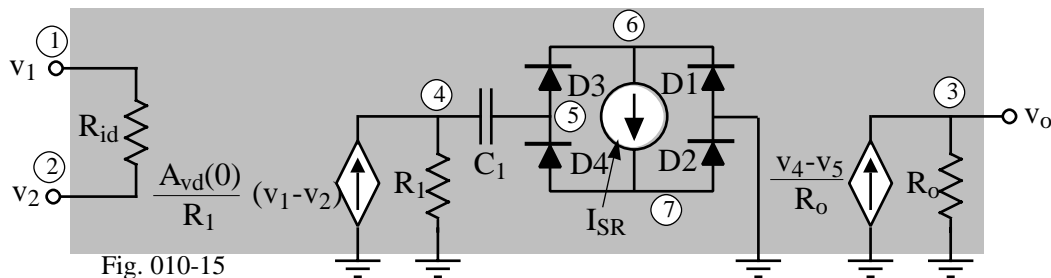 1
6
v1
D3
D1
4
3
5
vo
Rid
2
D4
D2
C1
v2
Avd(0)
R1
(v1-v2)
R1
ISR
7
v4-v5
Ro
Ro
Fig. 010-15